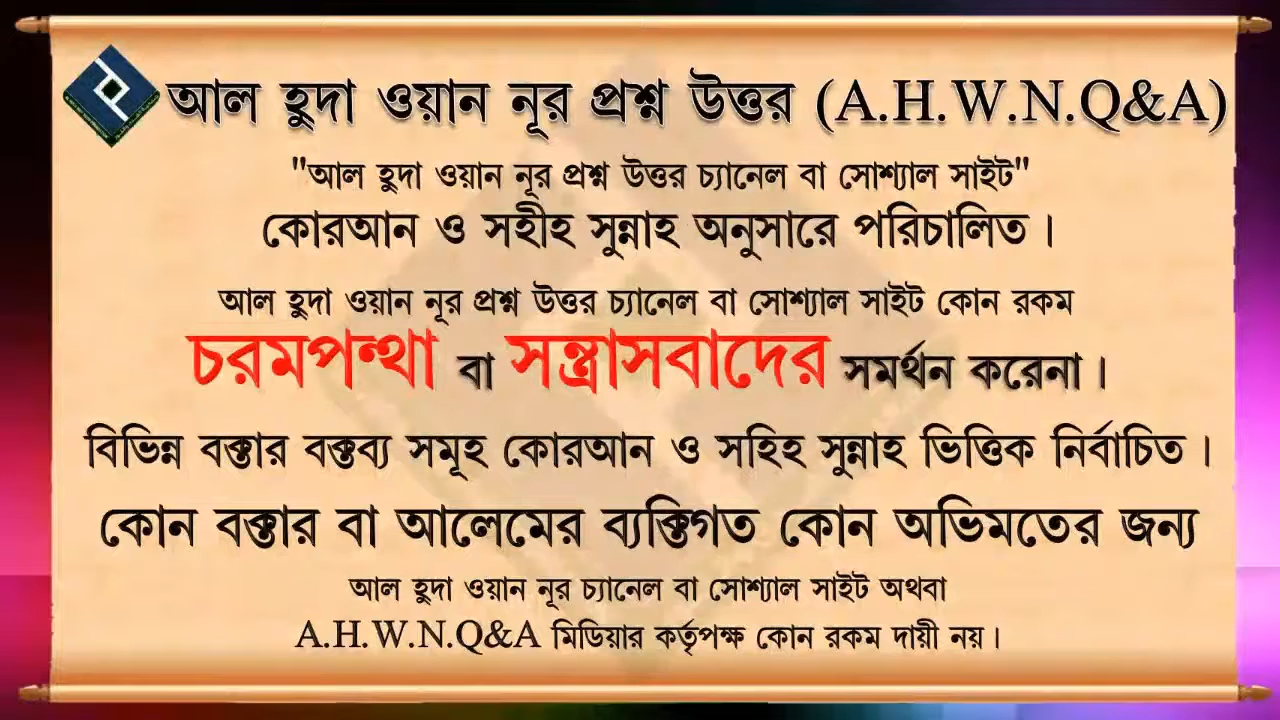 আল হুদা ওয়ান নূর প্রশ্ন উত্তর (A.H.W.N.Q&A)
"আল হুদা ওয়ান নূর প্রশ্ন উত্তর চ্যানেল বা সোশ্যাল সাইট"
কোরআন ও সহীহ সুন্নাহ অনুসারে পরিচালিত ।
আল হুদা ওয়ান নূর প্রশ্ন উত্তর চ্যানেল বা সোশ্যাল সাইট কোন রকম
চরমপন্থা বা সন্ত্রাসবাদের সমর্থন করেনা ।
বিভিন্ন বক্তার বক্তব্য সমূহ কোরআন ও সহিহ সুন্নাহ ভিত্তিক নির্বাচিত ।
কোন বক্তার বা আলেমের ব্যক্তিগত কোন অভিমতের জন্য
আল হুদা ওয়ান নূর চ্যানেল বা সোশ্যাল সাইট অথবা
A.H.W.N.Q&A মিডিয়ার কর্তৃপক্ষ কোন রকম দায়ী নয় ।